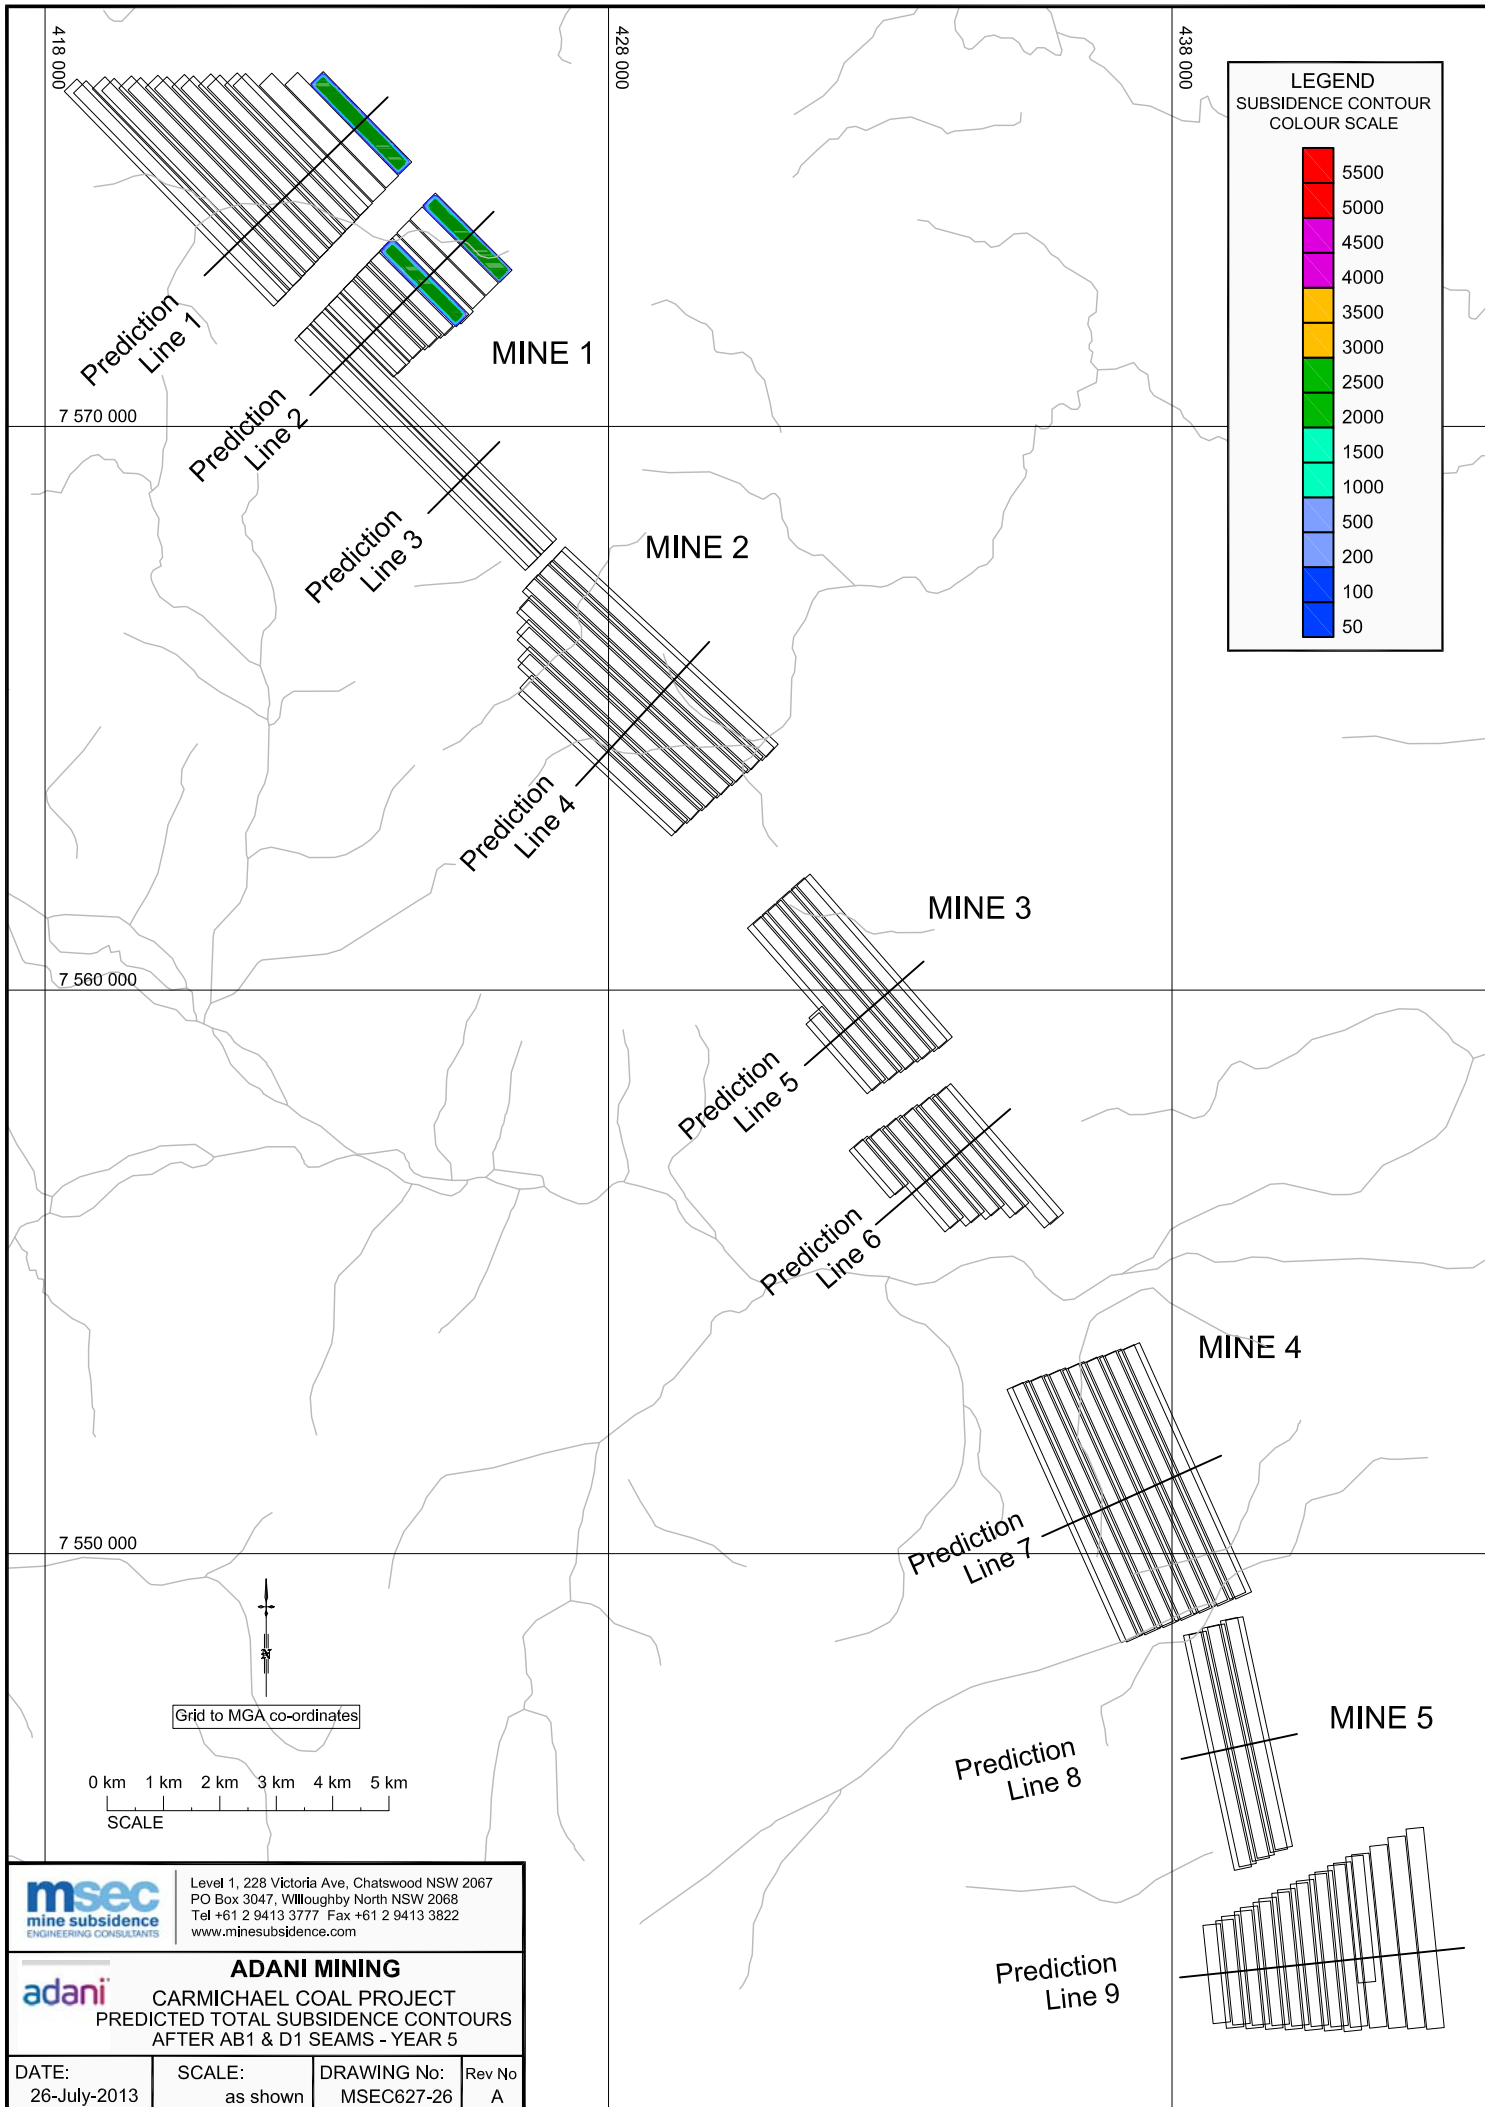 418 000
428 000
438 000
LEGEND
SUBSIDENCE CONTOUR
COLOUR SCALE
5500
5000
4500
4000
3500
3000
2500
2000
1500
1000
500
200
100
50
Prediction
Line 1
MINE 1
Prediction
Line 2
7 570 000
Prediction
Line 3
MINE 2
Prediction
Line 4
MINE 3
7 560 000
Prediction
Line 5
Prediction
Line 6
MINE 4
Prediction
Line 7
7 550 000
N
Grid to MGA co-ordinates
MINE 5
Prediction
Line 8
0 km 1 km 2 km 3 km 4 km 5 km
SCALE
Prediction
Line 9
msec
mine subsidence
ENGINEERING CONSULTANTS
Level 1, 228 Victoria Ave, Chatswood NSW 2067
PO Box 3047, Willoughby North NSW 2068
Tel +61 2 9413 3777 Fax +61 2 9413 3822
www.minesubsidence.com
adani
ADANI MINING
CARMICHAEL COAL PROJECT
PREDICTED TOTAL SUBSIDENCE CONTOURS
AFTER AB1 & D1 SEAMS - YEAR 5
DATE:
26-July-2013
SCALE:
as shown
DRAWING No:
MSEC627-26
Rev No
A